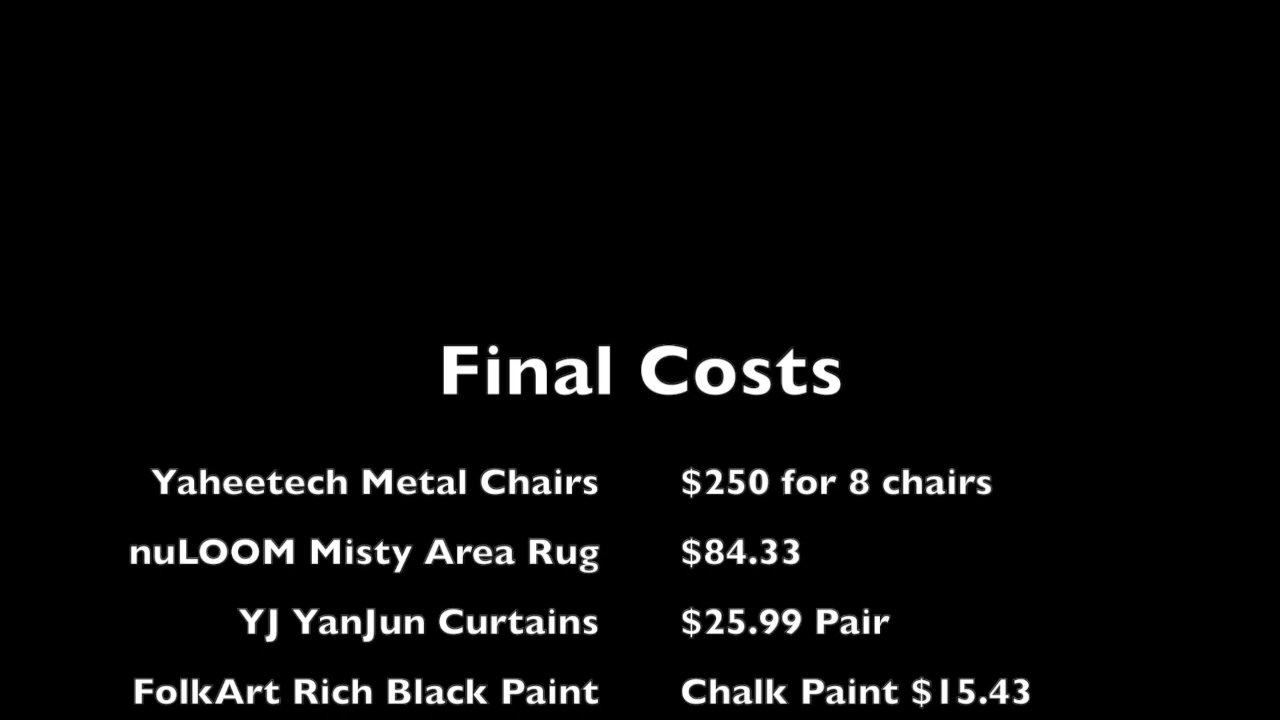 Final Costs
Yaheetech Metal Chairs $250 for 8 chairs
nuLOOM Misty Area Rug $84.33
YJ YanJun Curtains $25.99 Pair
FolkArt Rich Black Paint Chalk Paint $15.43